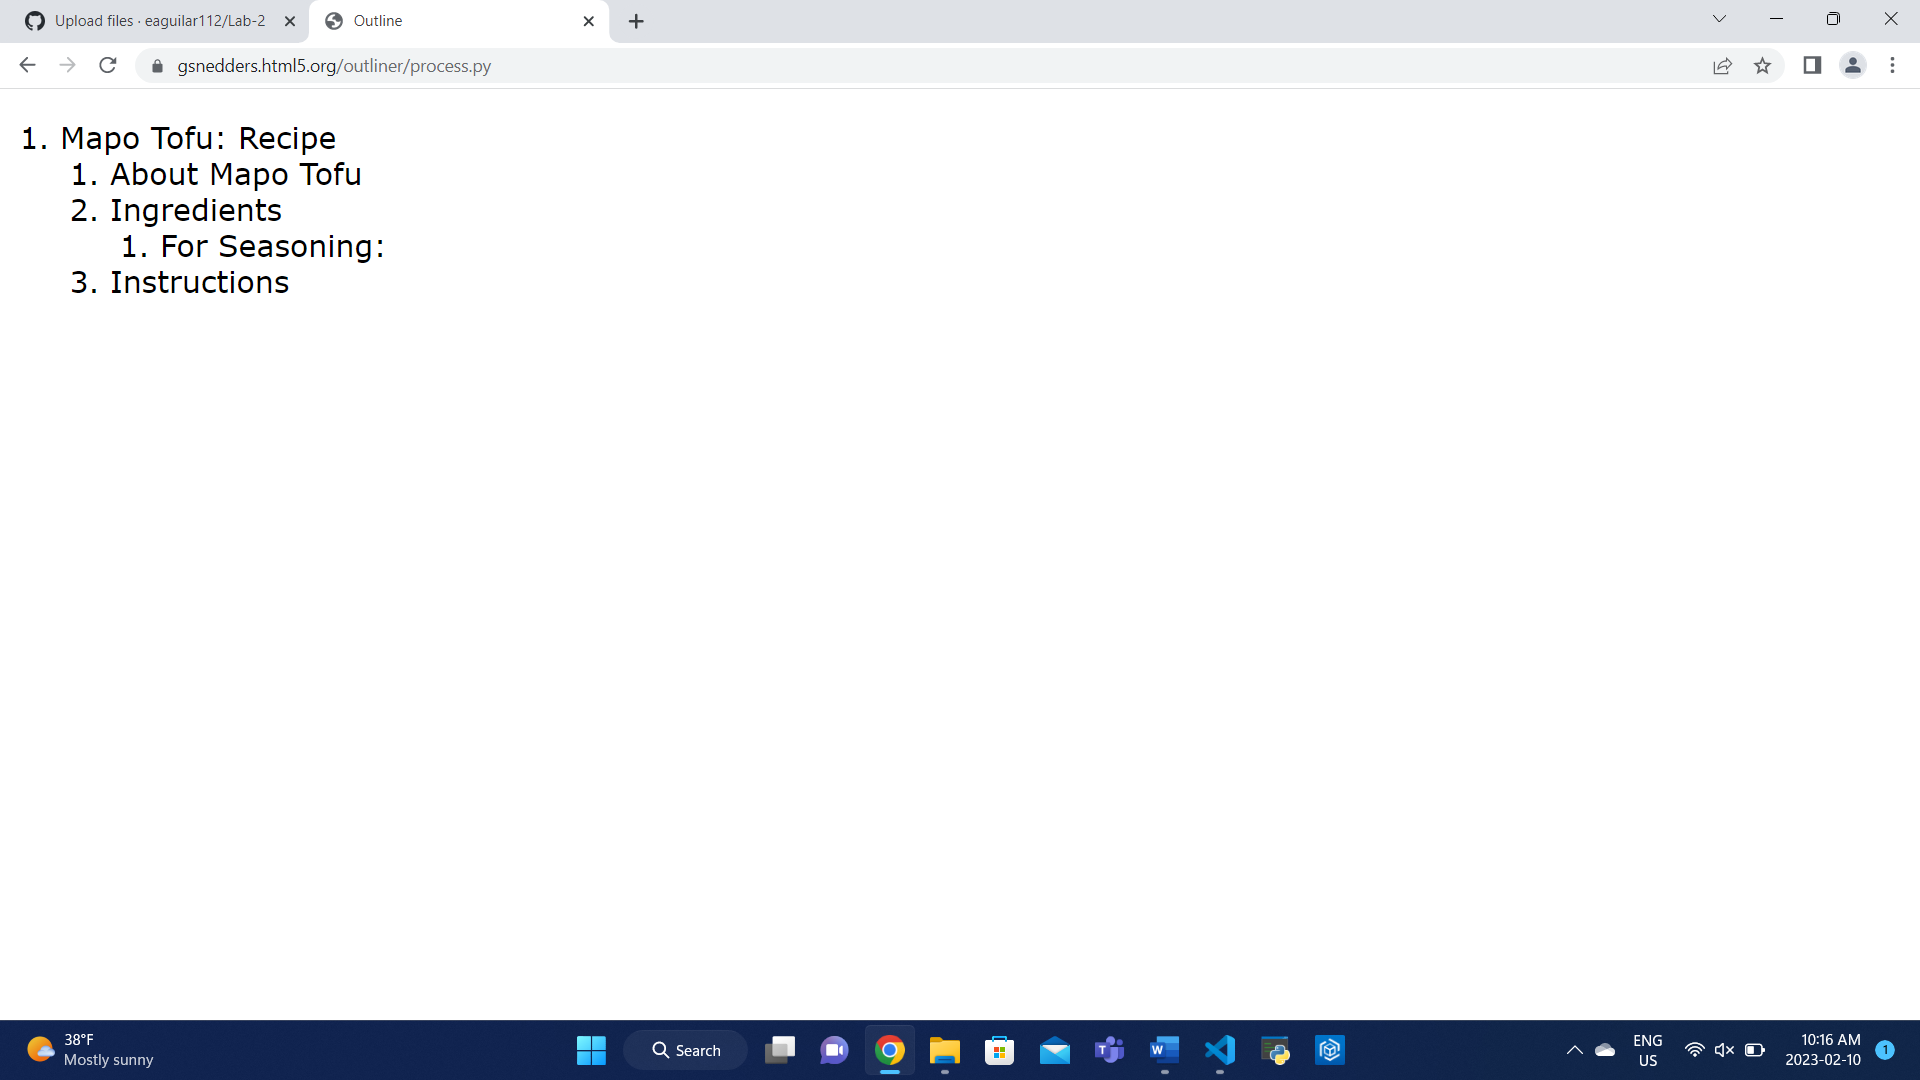 Upload files · eaguilar112/Lab-2
Outline
gsnedders.html5.org/outliner/process.py
1. Mapo Tofu: Recipe
1. About Mapo Tofu
2. Ingredients
1. For Seasoning:
3. Instructions
38°F
Mostly sunny
Search
ENG
US
10:16 AM
2023-02-10
1